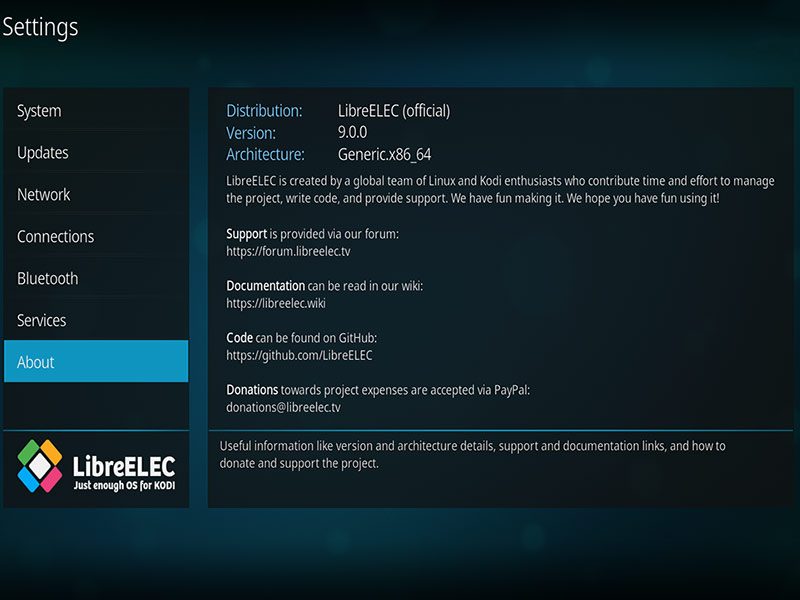 Settings
System
Updates
Network
Connections
Bluetooth
Services
About
LibreELEC
Just enough OS for KODI
Distribution: LibreELEC (official)
Version: 9.0.0
Architecture: Generic.x86_64
LibreELEC is created by a global team of Linux and Kodi enthusiasts who contribute time and effort to manage
the project, write code, and provide support. We have fun making it. We hope you have fun using it!
Support is provided via our forum:
https://forum.libreelec.tv
Documentation can be read in our wiki:
https://libreelec.wiki
Code can be found on GitHub:
https://github.com/LibreELEC
Donations towards project expenses are accepted via PayPal:
donations@libreelec.tv
Useful information like version and architecture details, support and documentation links, and how to
donate and support the project.